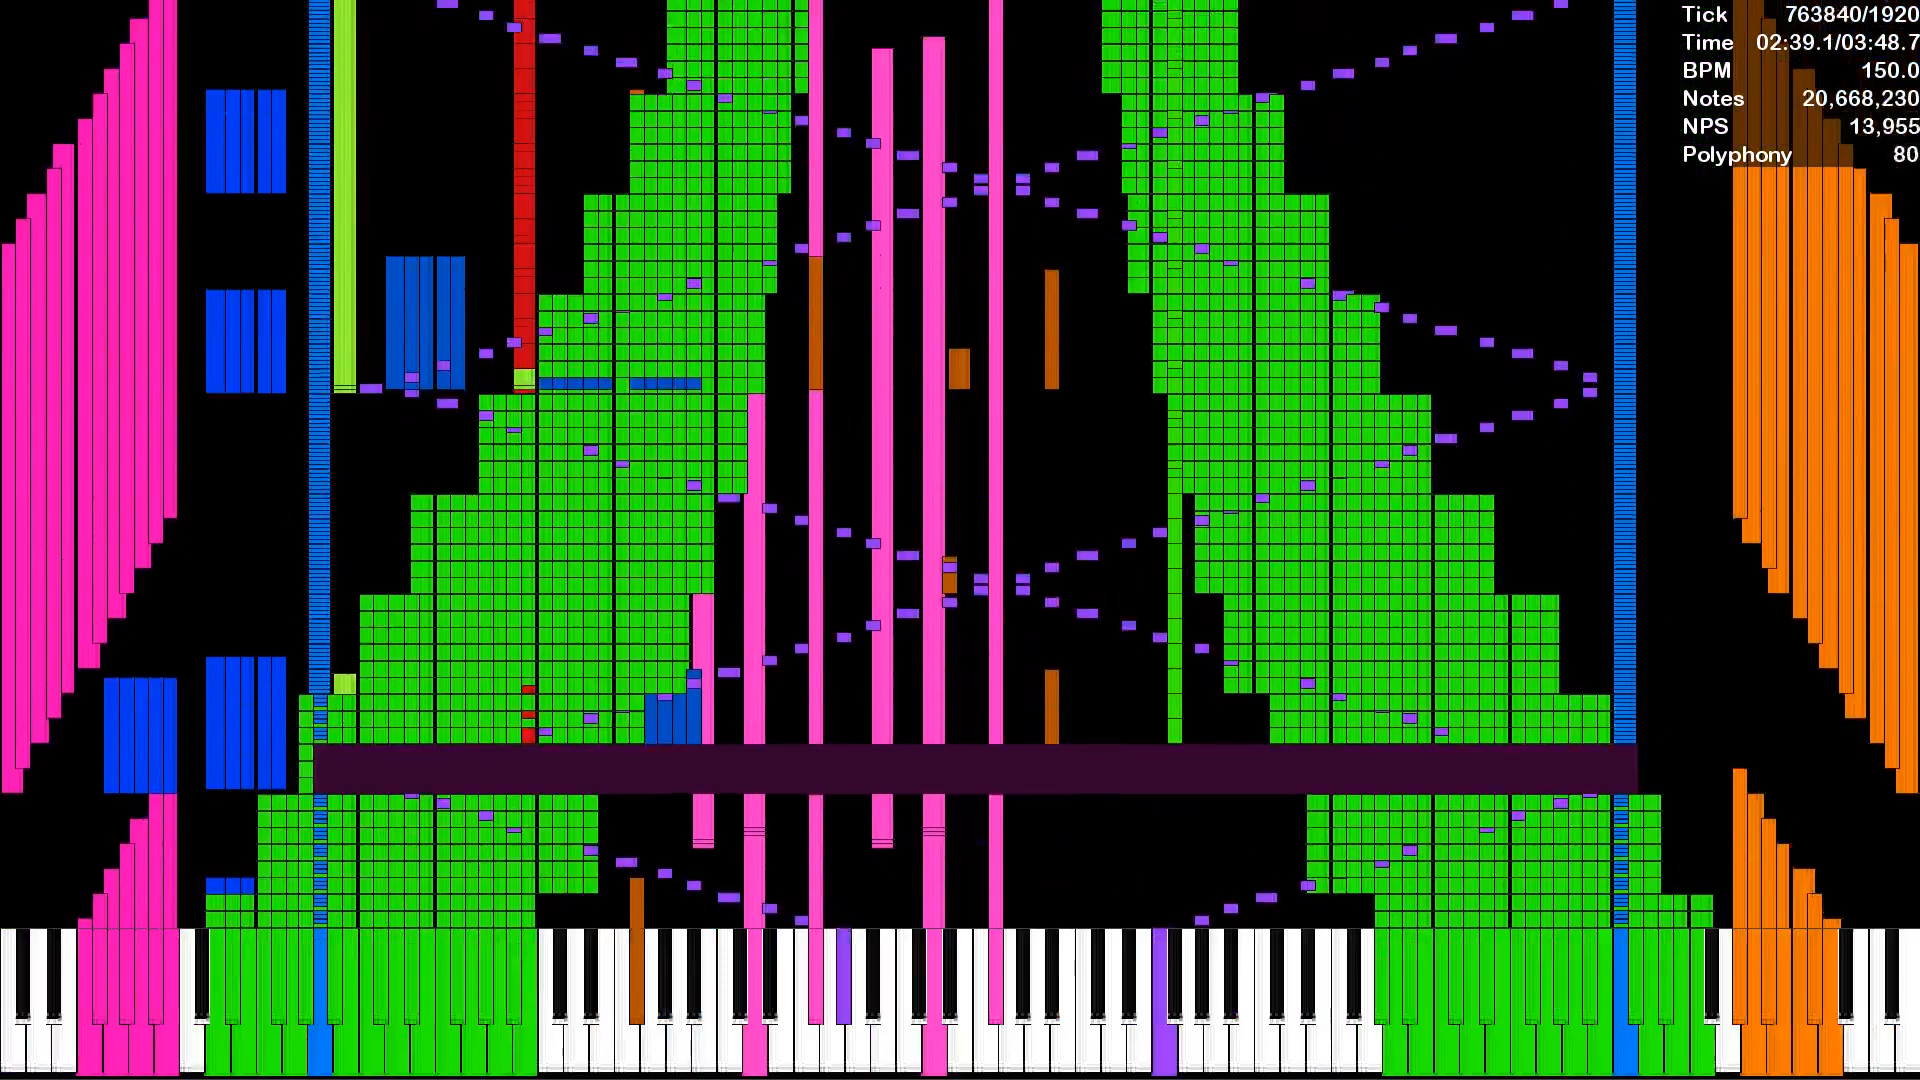 Tick 763840/1920
Time 02:39.1/03:48.7
BPM 150.0
Notes 20,668,230
NPS 13,955
Polyphony 80